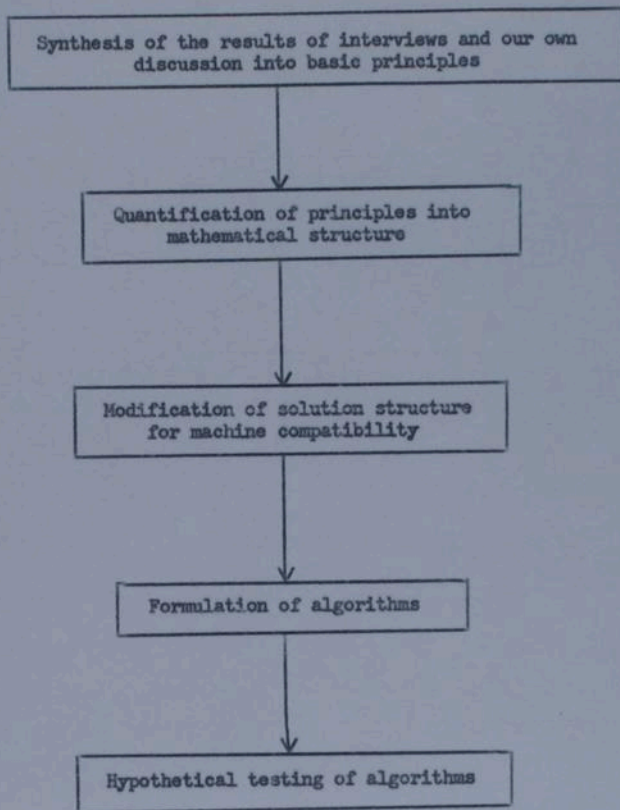 Synthesis of the results of interviews and our own
discussion into basic principles
Quantification of principles into
mathematical structure
Modification of solution structure
for machine compatibility
Formulation of algorithms
Hypothetical testing of algorithms